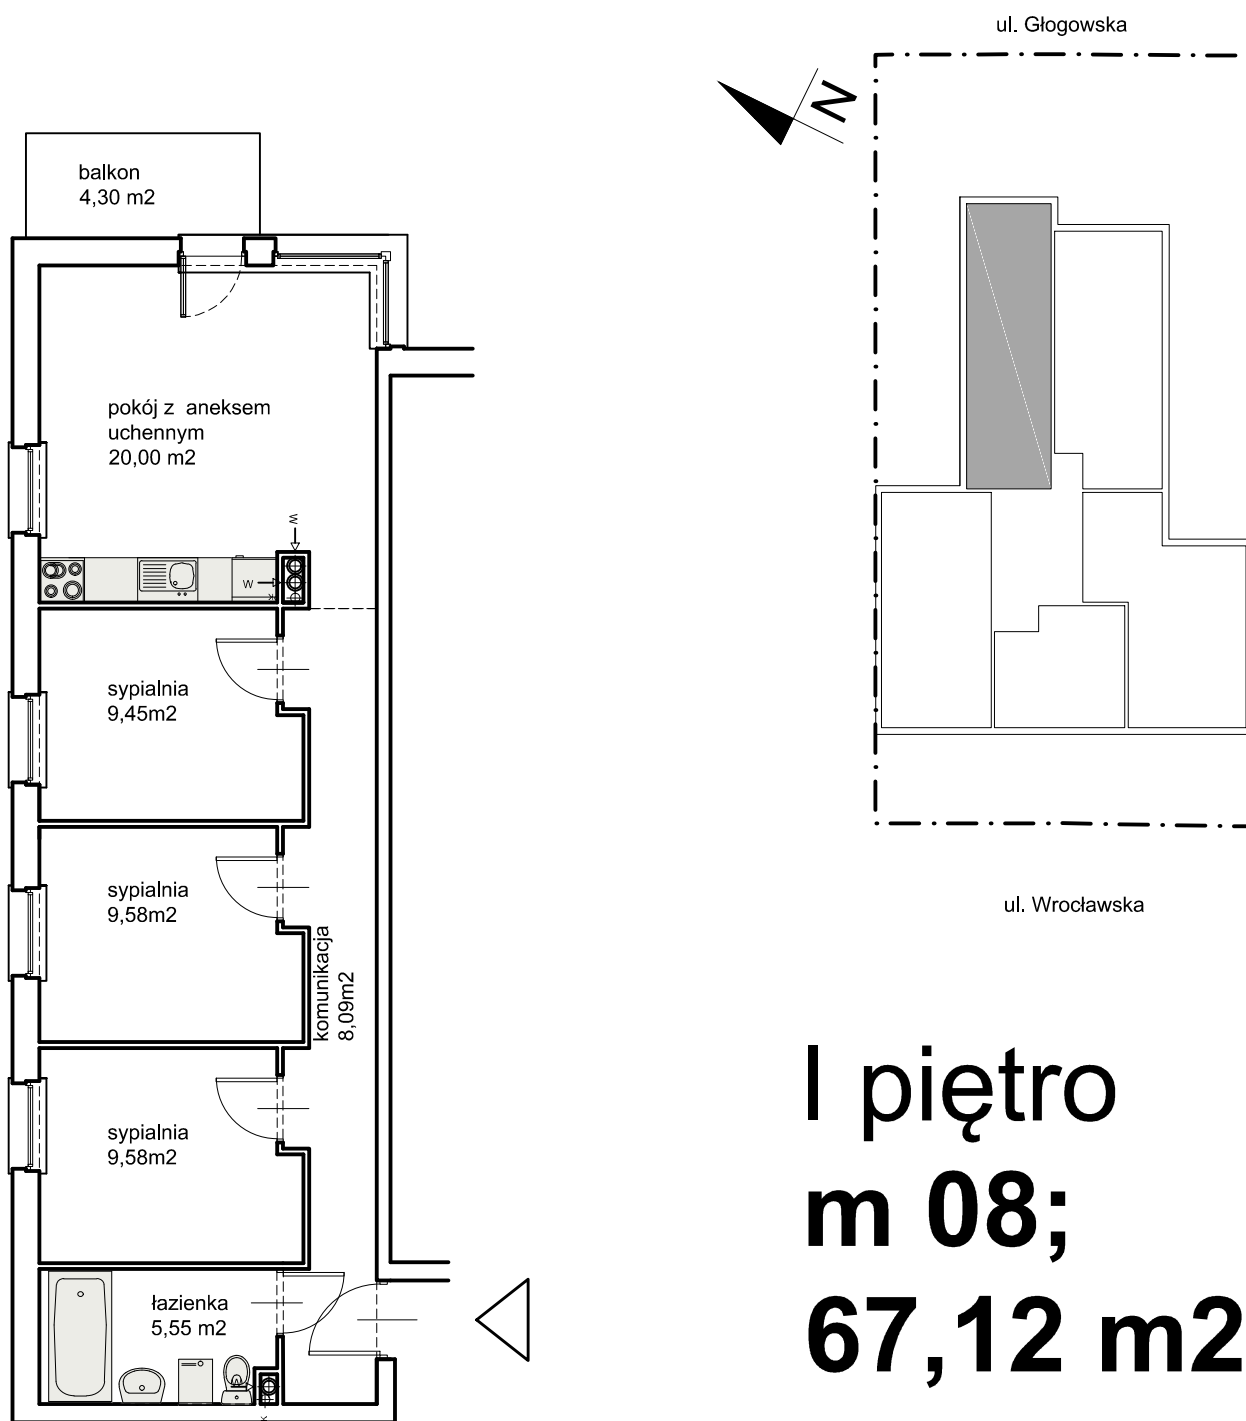 ul. Głogowska
N
balkon
4,30 m2
pokój z aneksem
uchennym
20,00 m2
W
W
sypialnia
9,45m2
sypialnia
9,58m2
komunikacja
8,09m2
sypialnia
9,58m2
łazienka
5,55 m2
W
ul. Wrocławska
I piętro
m 08;
67,12 m2